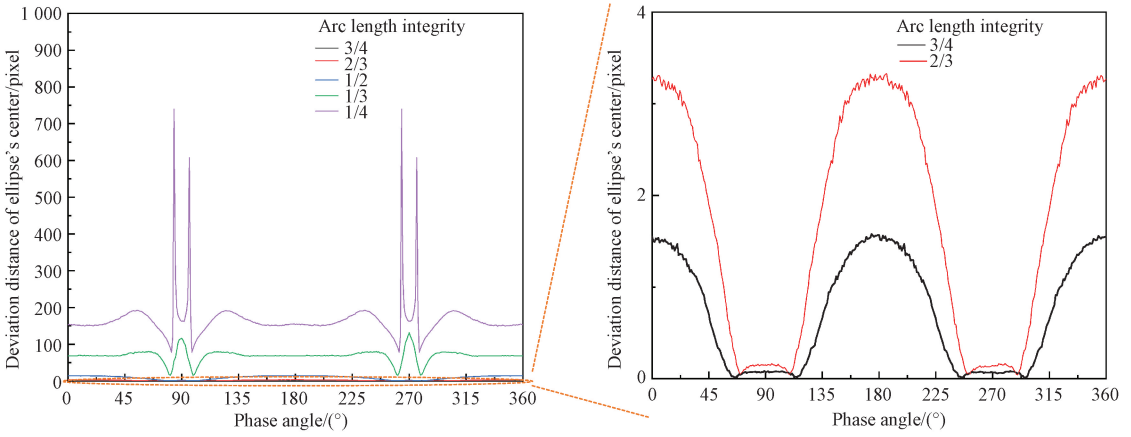 1 000
900
800
700
600
500
400
300
200
100
0
Deviation distance of ellipse's center/pixel
Arc length integrity
3/4
2/3
1/2
1/3
1/4
0 45 90 135 180 225 270 315 360
Phase angle/(°)
4
2
0
Deviation distance of ellipse's center/pixel
Arc length integrity
3/4
2/3
0 45 90 135 180 225 270 315 360
Phase angle/(°)